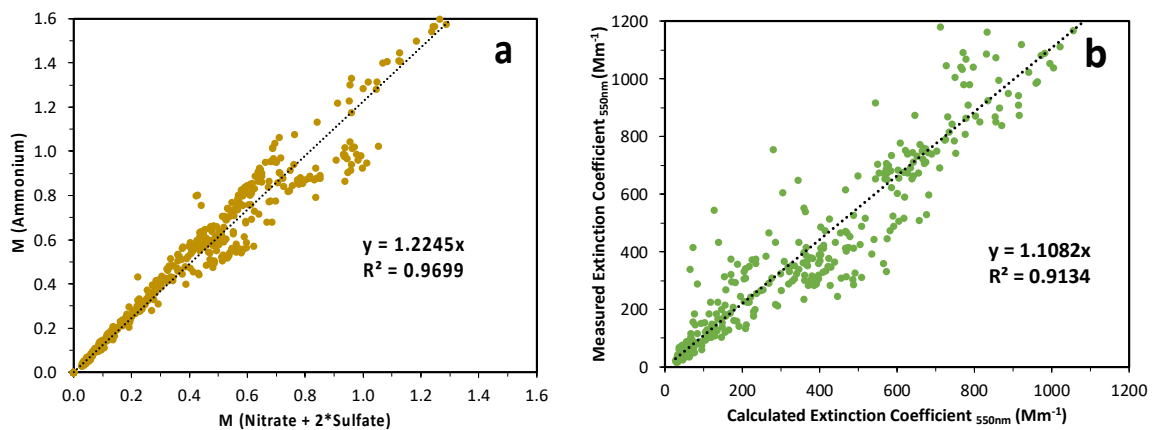 a
1.6
1.4
1.2
1.0
0.8
0.6
0.4
0.2
0.0
M (Ammonium)
y = 1.2245x
R² = 0.9699
0.0 0.2 0.4 0.6 0.8 1.0 1.2 1.4 1.6
M (Nitrate + 2*Sulfate)
b
1200
1000
800
600
400
200
0
Measured Extinction Coefficient 550nm (Mm⁻¹)
y = 1.1082x
R² = 0.9134
0 200 400 600 800 1000 1200
Calculated Extinction Coefficient 550nm (Mm⁻¹)